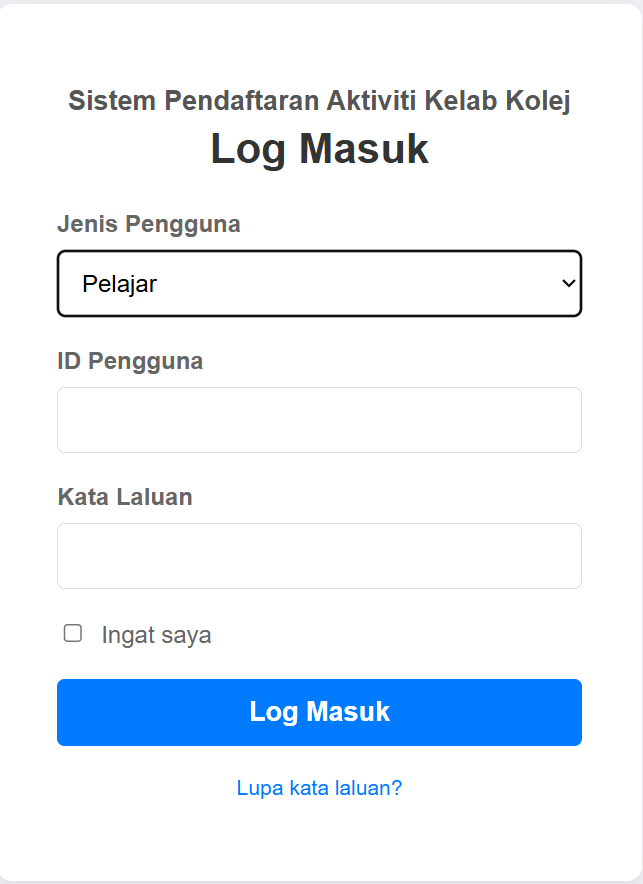 Sistem Pendaftaran Aktiviti Kelab Kolej
Log Masuk
Jenis Pengguna
Pelajar
ID Pengguna
Kata Laluan
Ingat saya
Log Masuk
Lupa kata laluan?